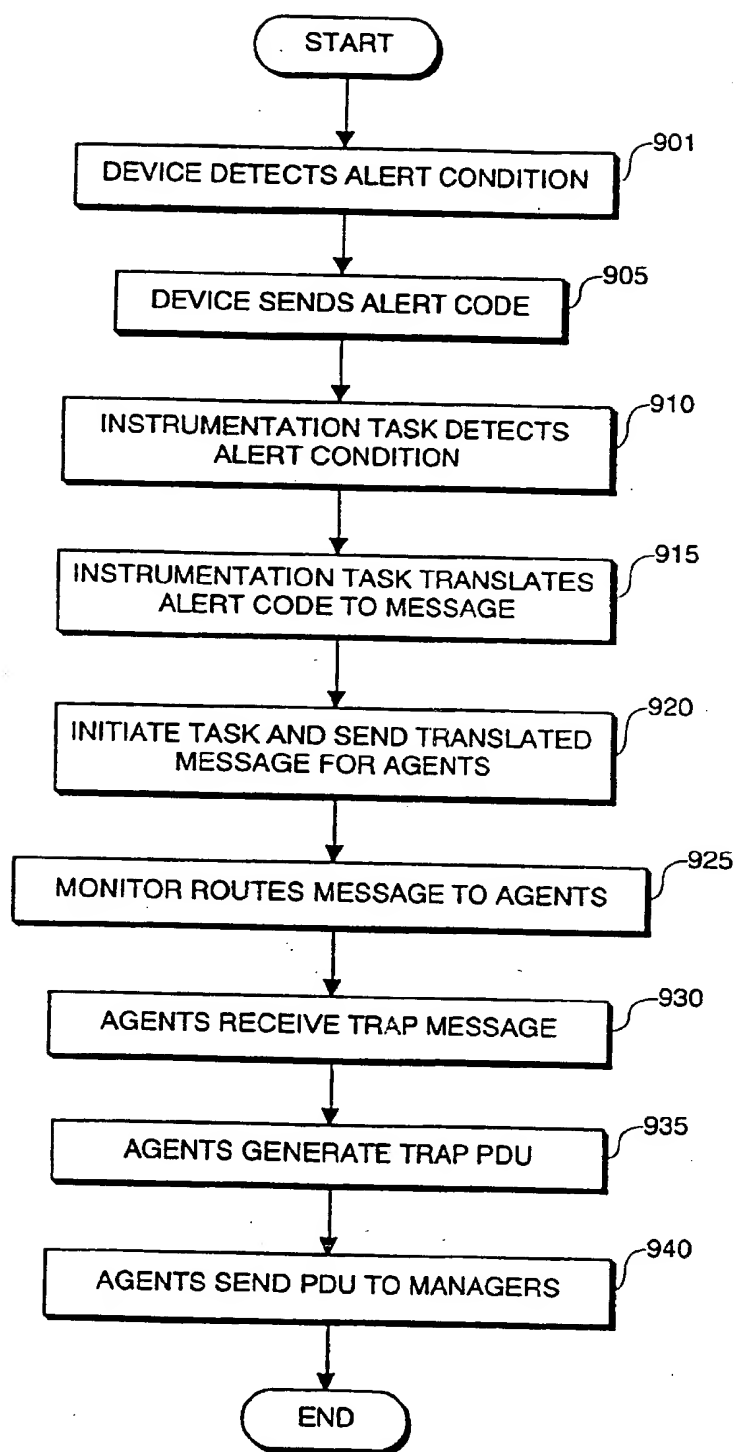 START
DEVICE DETECTS ALERT CONDITION
901
DEVICE SENDS ALERT CODE
905
INSTRUMENTATION TASK DETECTS
ALERT CONDITION
910
INSTRUMENTATION TASK TRANSLATES
ALERT CODE TO MESSAGE
915
INITIATE TASK AND SEND TRANSLATED
MESSAGE FOR AGENTS
920
MONITOR ROUTES MESSAGE TO AGENTS
925
AGENTS RECEIVE TRAP MESSAGE
930
AGENTS GENERATE TRAP PDU
935
AGENTS SEND PDU TO MANAGERS
940
END